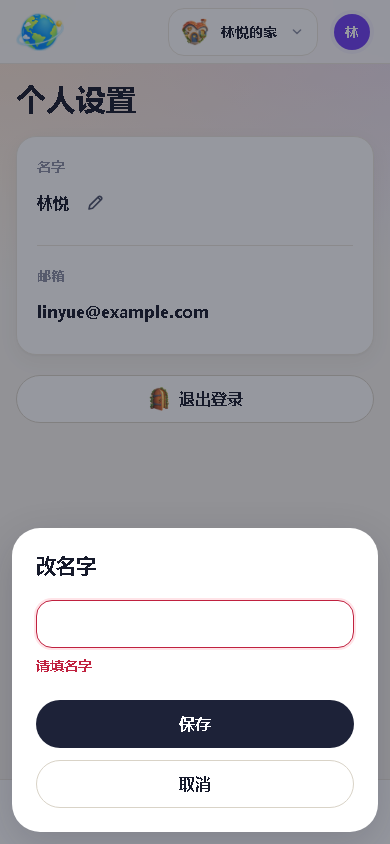 林悦的家
林
个人设置
名字
林悦
邮箱
linyue@example.com
退出登录
改名字
请填名字
保存
取消